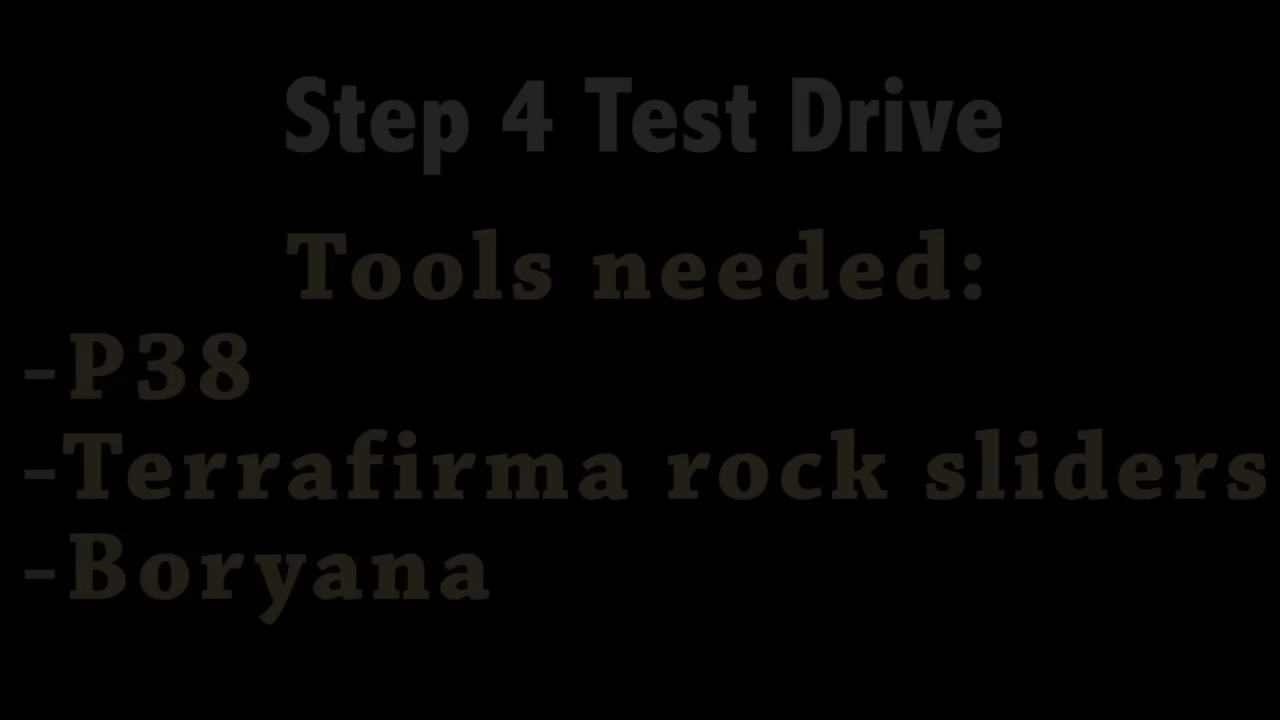 Step 4 Test Drive
Tools needed:
-P38
-Terrafirma rock sliders
-Boryana